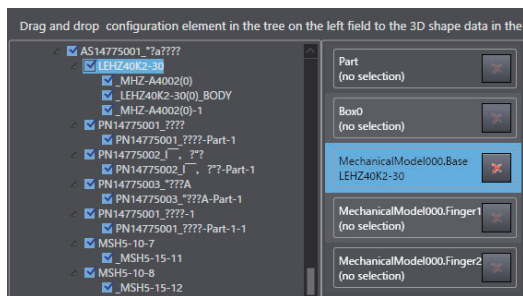 Drag and drop configuration element in the tree on the left field to the 3D shape data in the
AS14775001_°?a????
LEHZ40K2-30
_MHZ-A4002(0)
_LEHZ40K2-30(0)_BODY
_MHZ-A4002(0)-1
PN14775001_????
PN14775001_????-Part-1
PN14775002_l¯, ?°?
PN14775002_l¯, ?°?-Part-1
PN14775003_°???A
PN14775003_°???A-Part-1
PN14775001_????-1
PN14775001_????-Part-1-1
MSH5-10-7
_MSH5-15-11
MSH5-10-8
_MSH5-15-12
Part
(no selection)
Box0
(no selection)
MechanicalModel000.Base
LEHZ40K2-30
MechanicalModel000.Finger1
(no selection)
MechanicalModel000.Finger2
(no selection)